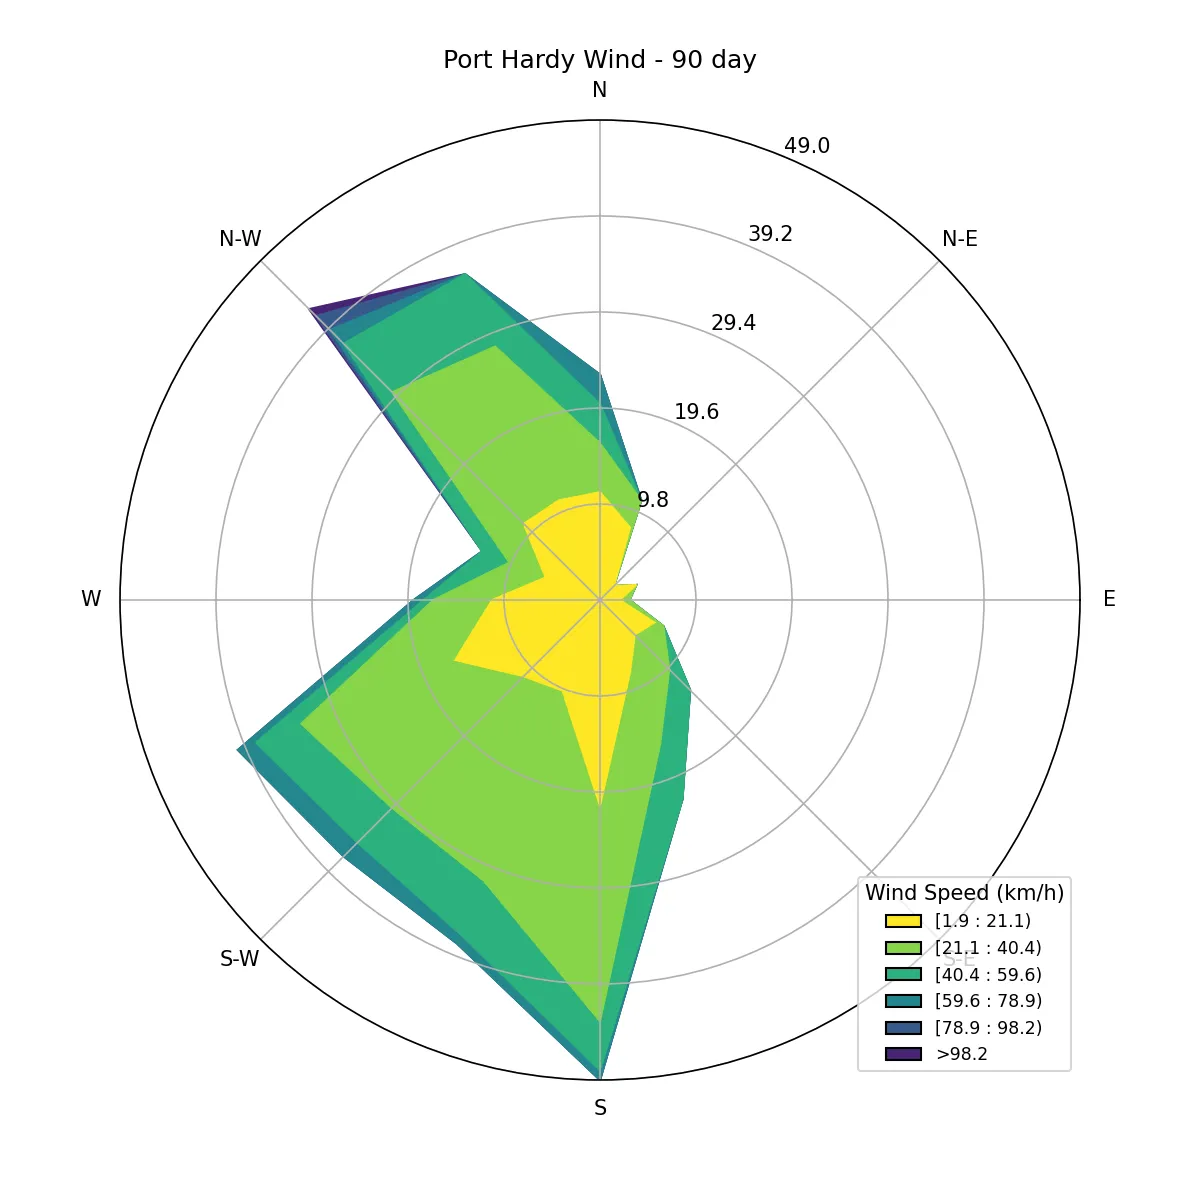 Port Hardy Wind - 90 day
N
49.0
39.2
N-W
N-E
29.4
19.6
9.8
W
E
S-W
S-E
S
Wind Speed (km/h)
[1.9 : 21.1)
[21.1 : 40.4)
[40.4 : 59.6)
[59.6 : 78.9)
[78.9 : 98.2)
>98.2